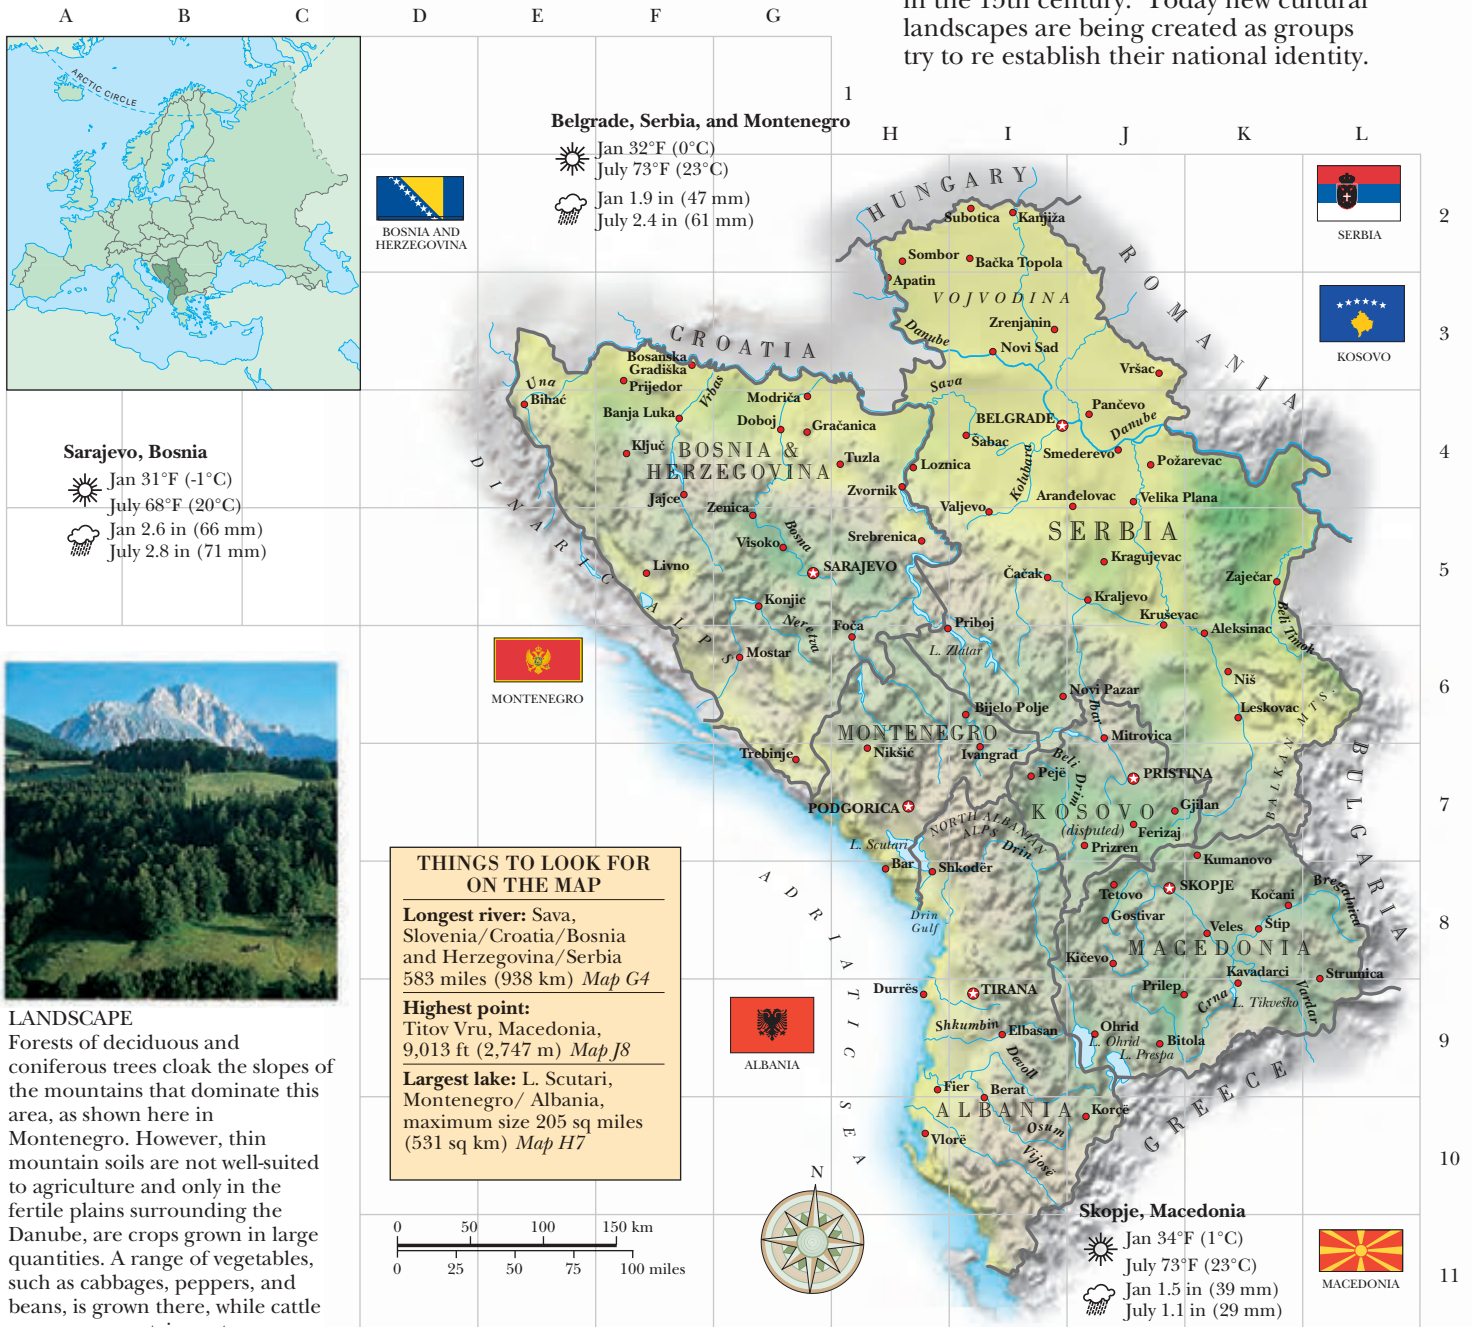 in the 15th century. Today new cultural
landscapes are being created as groups
try to re establish their national identity.
A
B
C
D
E
F
G
H
I
J
K
L
1
2
3
4
5
6
7
8
9
10
11
ARCTIC CIRCLE
Belgrade, Serbia, and Montenegro
Jan 32°F (0°C)
July 73°F (23°C)
Jan 1.9 in (47 mm)
July 2.4 in (61 mm)
BOSNIA AND
HERZEGOVINA
SERBIA
KOSOVO
Sarajevo, Bosnia
Jan 31°F (-1°C)
July 68°F (20°C)
Jan 2.6 in (66 mm)
July 2.8 in (71 mm)
MONTENEGRO
HUNGARY
ROMANIA
CROATIA
Subotica
Kanjiža
Sombor
Bačka Topola
Apatin
VOJVODINA
Zrenjanin
Danube
Novi Sad
Vršac
Bosanska
Gradiška
Prijedor
Una
Bihać
Vrbas
Modriča
Sava
Banja Luka
Doboj
Gračanica
BELGRADE
Pančevo
Danube
Šabac
Smederevo
Požarevac
Ključ
BOSNIA &
HERZEGOVINA
Tuzla
Loznica
Kolubara
Zvornik
Jajce
Zenica
Valjevo
Aranđelovac
Velika Plana
SERBIA
DINARIC ALPS
Bosna
Visoko
Srebrenica
Kragujevac
Livno
SARAJEVO
Čačak
Zaječar
Konjic
Kraljevo
Neretva
Foča
Priboj
Kruševac
Aleksinac
Beli Timok
L. Zlatar
Mostar
Niš
Novi Pazar
Ibar
Leskovac
BALKAN MTS.
Bijelo Polje
MONTENEGRO
Mitrovica
Trebinje
Nikšić
Ivangrad
Beli Drim
Pejë
PRISTINA
BULGARIA
PODGORICA
KOSOVO
(disputed)
Gjilan
NORTH ALBANIAN
ALPS
Ferizaj
L. Scutari
Drin
Prizren
Bar
Shkodër
Kumanovo
Tetovo
SKOPJE
Kočani
Bregalnica
Drin
Gulf
Gostivar
Veles
Štip
MACEDONIA
Kičevo
Kavadarci
Strumica
Durrës
TIRANA
Prilep
Crna
L. Tikveško
Vardar
Shkumbin
Elbasan
Ohrid
L. Ohrid
L. Prespa
Bitola
Devoll
Fier
Berat
ALBANIA
Korcë
Osum
GREECE
Vlorë
Vijosë
ADRIATIC SEA
THINGS TO LOOK FOR
ON THE MAP
Longest river: Sava,
Slovenia/Croatia/Bosnia
and Herzegovina/Serbia
583 miles (938 km) Map G4
Highest point:
Titov Vru, Macedonia,
9,013 ft (2,747 m) Map J8
Largest lake: L. Scutari,
Montenegro/ Albania,
maximum size 205 sq miles
(531 sq km) Map H7
ALBANIA
LANDSCAPE
Forests of deciduous and
coniferous trees cloak the slopes of
the mountains that dominate this
area, as shown here in
Montenegro. However, thin
mountain soils are not well-suited
to agriculture and only in the
fertile plains surrounding the
Danube, are crops grown in large
quantities. A range of vegetables,
such as cabbages, peppers, and
beans, is grown there, while cattle
0 50 100 150 km
0 25 50 75 100 miles
N
Skopje, Macedonia
Jan 34°F (1°C)
July 73°F (23°C)
Jan 1.5 in (39 mm)
July 1.1 in (29 mm)
MACEDONIA